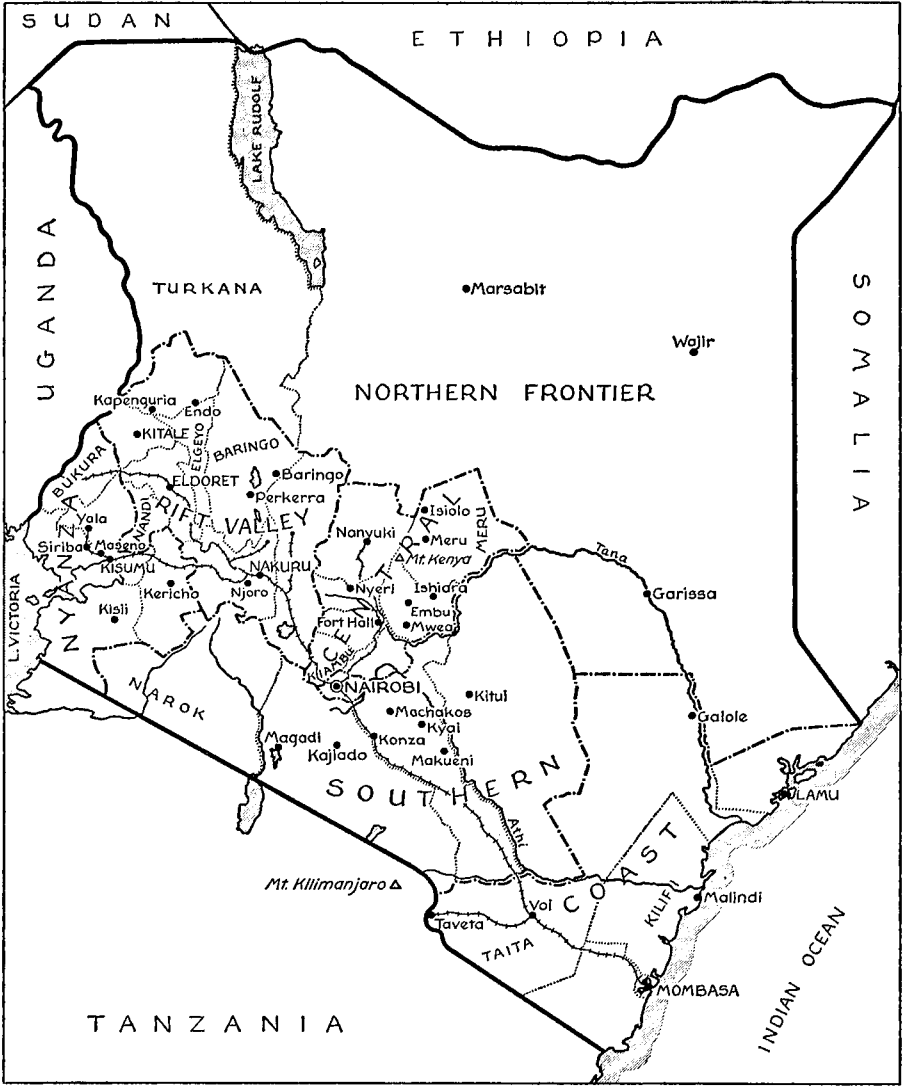 SUDAN
ETHIOPIA
LAKE RUDOLF
UGANDA
TURKANA
Marsabit
SOMALIA
Wajir
NORTHERN FRONTIER
Kapenguria
Endo
KITALE
ELGEYO
BARINGO
BUKURA
ELDORET
Baringo
Perkerra
NANDI
RIFT VALLEY
Isiolo
Yala
Nanyuki
Meru
MERU
Siriba
Maseno
Mt. Kenya
Tana
KISUMU
NAKURU
CENTRAL
NYANZA
Kericho
Njoro
Nyeri
Ishiara
Garissa
L.VICTORIA
Kisii
Embu
Fort Hall
Mwea
KIAMBU
NAROK
NAIROBI
Kitui
Machakos
Galole
Kyai
Magadi
Kajiado
Konza
Makueni
SOUTHERN
LAMU
Athi
COAST
Mt. Kilimanjaro
Malindi
KILIFI
Voi
Taveta
TAITA
INDIAN OCEAN
MOMBASA
TANZANIA